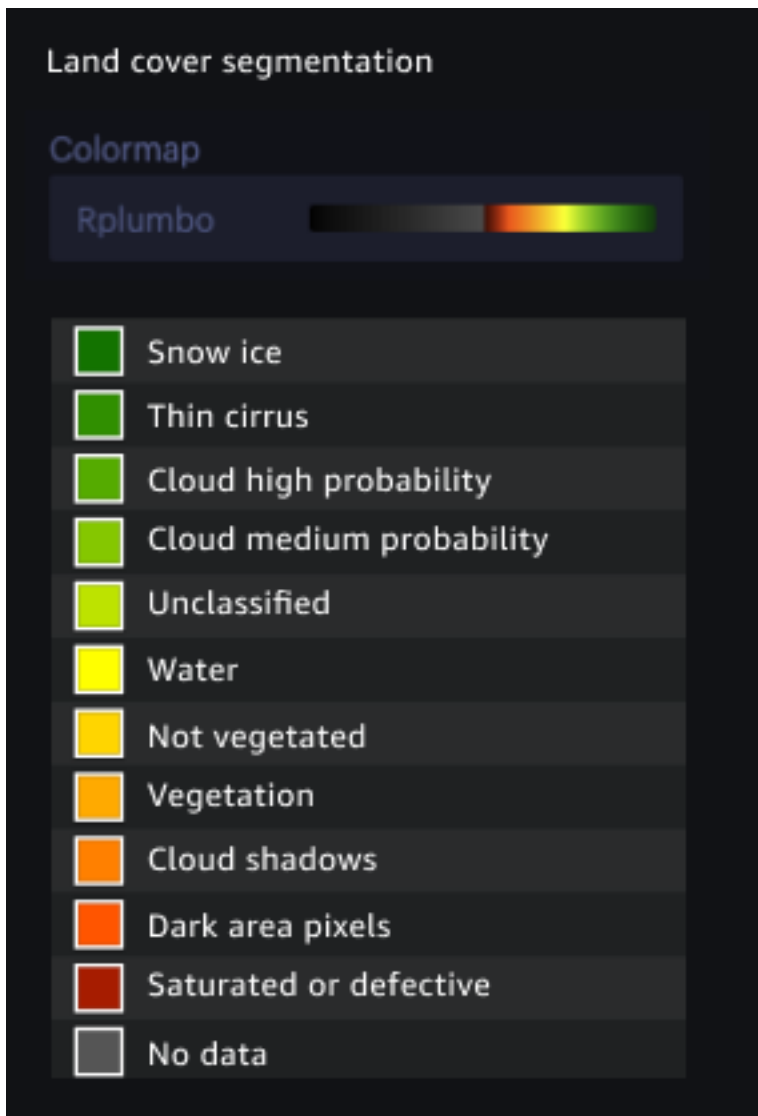 Land cover segmentation
Colormap
Rplumbo
Snow ice
Thin cirrus
Cloud high probability
Cloud medium probability
Unclassified
Water
Not vegetated
Vegetation
Cloud shadows
Dark area pixels
Saturated or defective
No data